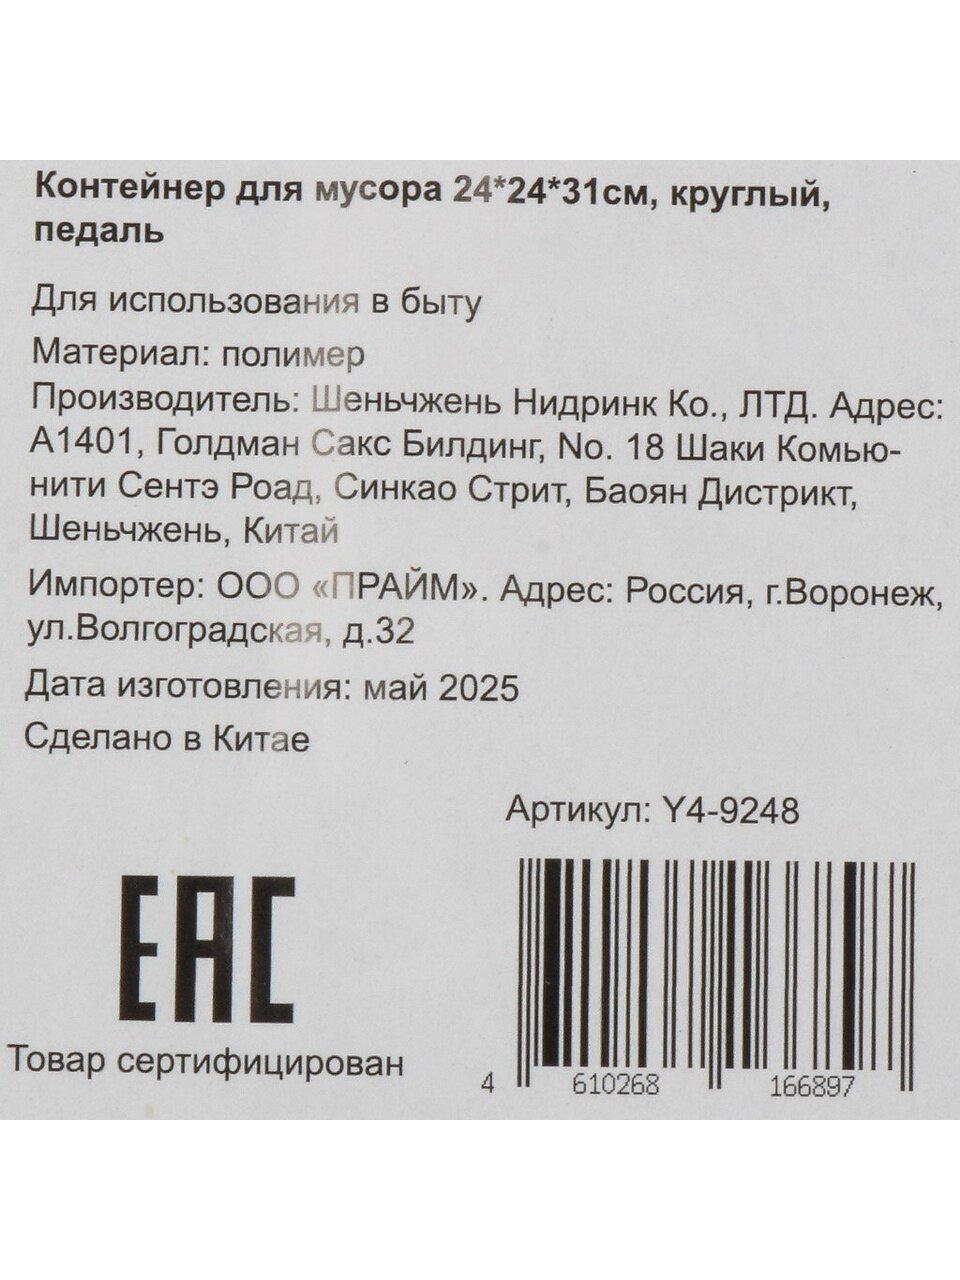 Контейнер для мусора 24*24*31см, круглый,
педаль
Для использования в быту
Материал: полимер
Производитель: Шеньчжень Нидринк Ко., ЛТД. Адрес:
А1401, Голдман Сакс Билдинг, No. 18 Шаки Комью-
нити Сентэ Роад, Синкао Стрит, Баоян Дистрикт,
Шеньчжень, Китай
Импортер: ООО «ПРАЙМ». Адрес: Россия, г.Воронеж,
ул.Волгоградская, д.32
Дата изготовления: май 2025
Сделано в Китае
Артикул: Y4-9248
ЕАС
Товар сертифицирован
4 610268 166897